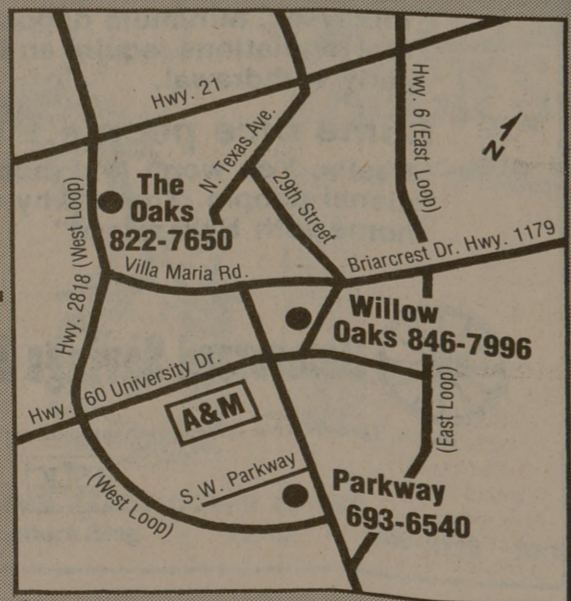 Hwy. 21
N. Texas Ave.
Hwy. 6 (East Loop)
N
The
Oaks
822-7650
29th Street
Hwy. 2818 (West Loop)
Villa Maria Rd.
Briarcrest Dr. Hwy. 1179
Willow
Oaks 846-7996
Hwy. 60 University Dr.
A&M
(East Loop)
(West Loop)
S.W. Parkway
Parkway
693-6540